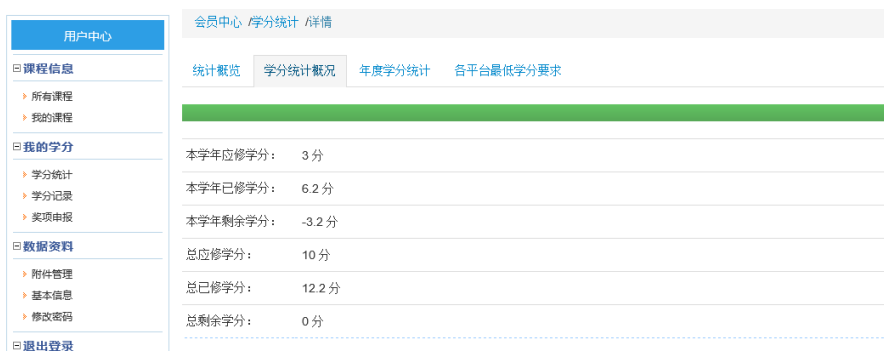 用户中心
课程信息
所有课程
我的课程
我的学分
学分统计
学分记录
奖项申报
数据资料
附件管理
基本信息
修改密码
退出登录
会员中心 /学分统计 /详情
统计概览 学分统计概况 年度学分统计 各平台最低学分要求
本学年应修学分： 3 分
本学年已修学分： 6.2 分
本学年剩余学分： -3.2 分
总应修学分： 10 分
总已修学分： 12.2 分
总剩余学分： 0 分